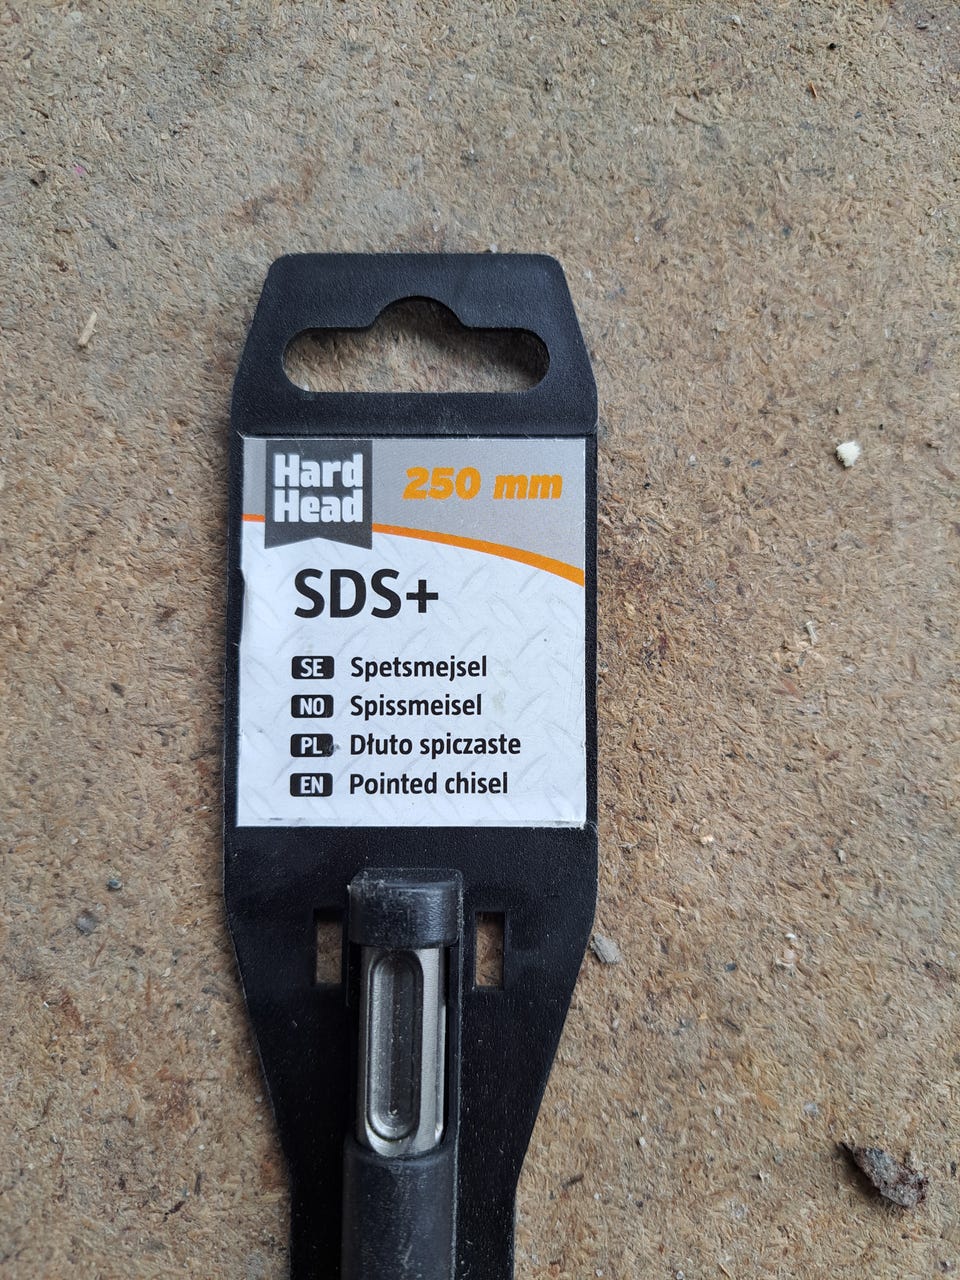 Hard
Head
250 mm
SDS+
SE Spetsmejsel
NO Spissmeisel
PL Dłuto spiczaste
EN Pointed chisel